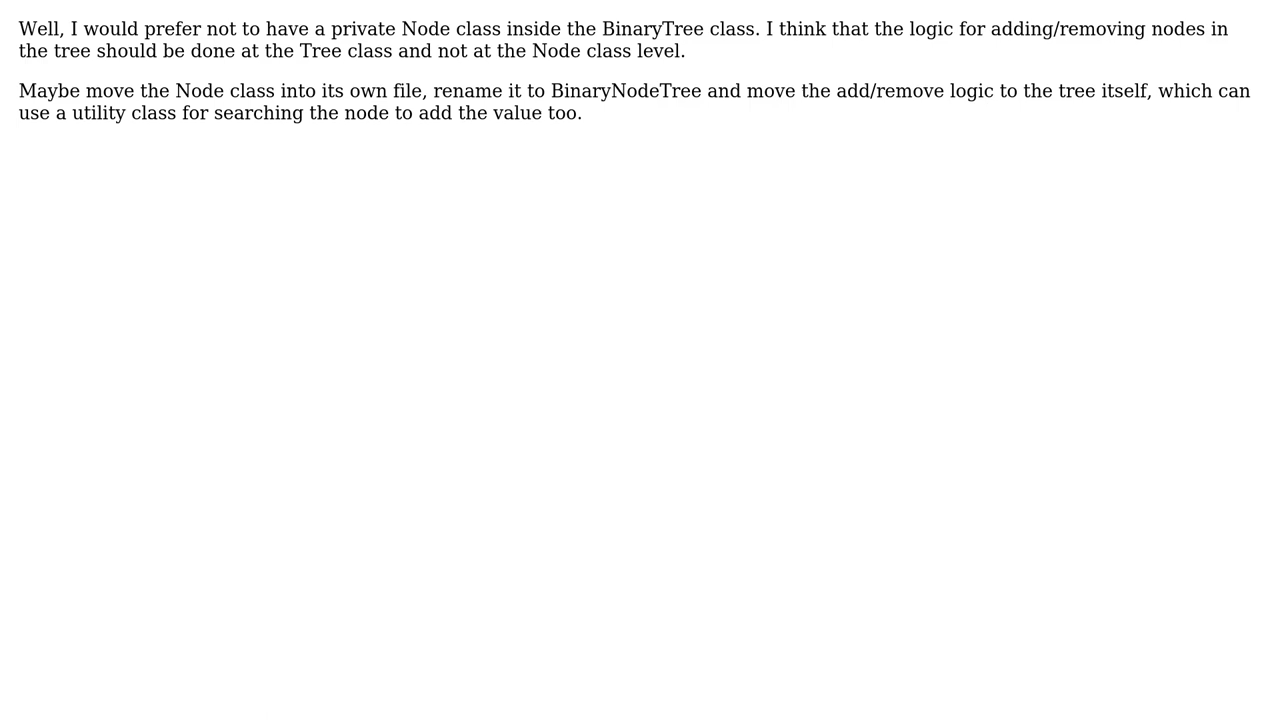 Well, I would prefer not to have a private Node class inside the BinaryTree class. I think that the logic for adding/removing nodes in
the tree should be done at the Tree class and not at the Node class level.
Maybe move the Node class into its own file, rename it to BinaryNodeTree and move the add/remove logic to the tree itself, which can
use a utility class for searching the node to add the value too.